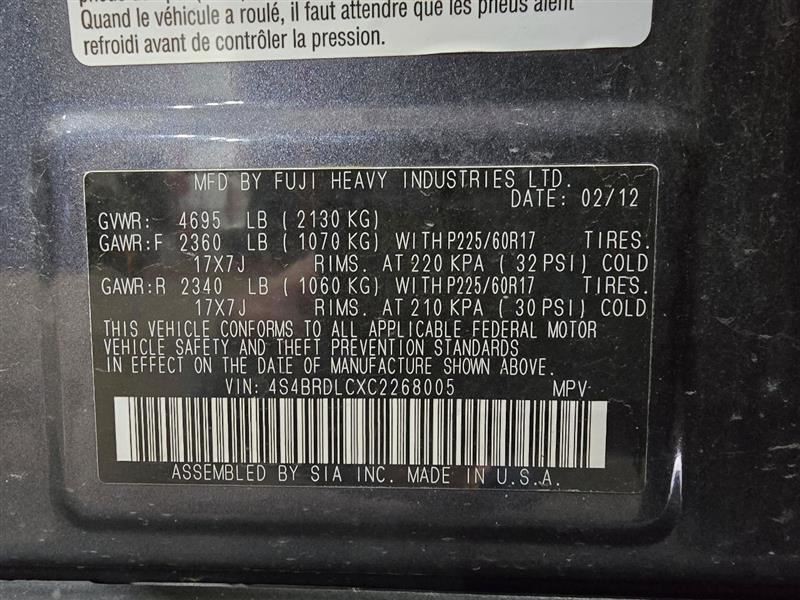 Quand le véhicule a roulé, il faut attendre que les pneus aient
refroidi avant de contrôler la pression.
MFD BY FUJI HEAVY INDUSTRIES LTD.
DATE: 02/12
GVWR: 4695 LB (2130 KG)
GAWR:F 2360 LB (1070 KG) WITH P225/60R17 TIRES.
17X7J RIMS. AT 220 KPA (32 PSI) COLD
GAWR:R 2340 LB (1060 KG) WITH P225/60R17 TIRES.
17X7J RIMS. AT 210 KPA (30 PSI) COLD
THIS VEHICLE CONFORMS TO ALL APPLICABLE FEDERAL MOTOR
VEHICLE SAFETY AND THEFT PREVENTION STANDARDS
IN EFFECT ON THE DATE OF MANUFACTURE SHOWN ABOVE.
VIN: 4S4BRDLCXC2268005 MPV
ASSEMBLED BY SIA INC. MADE IN U.S.A.